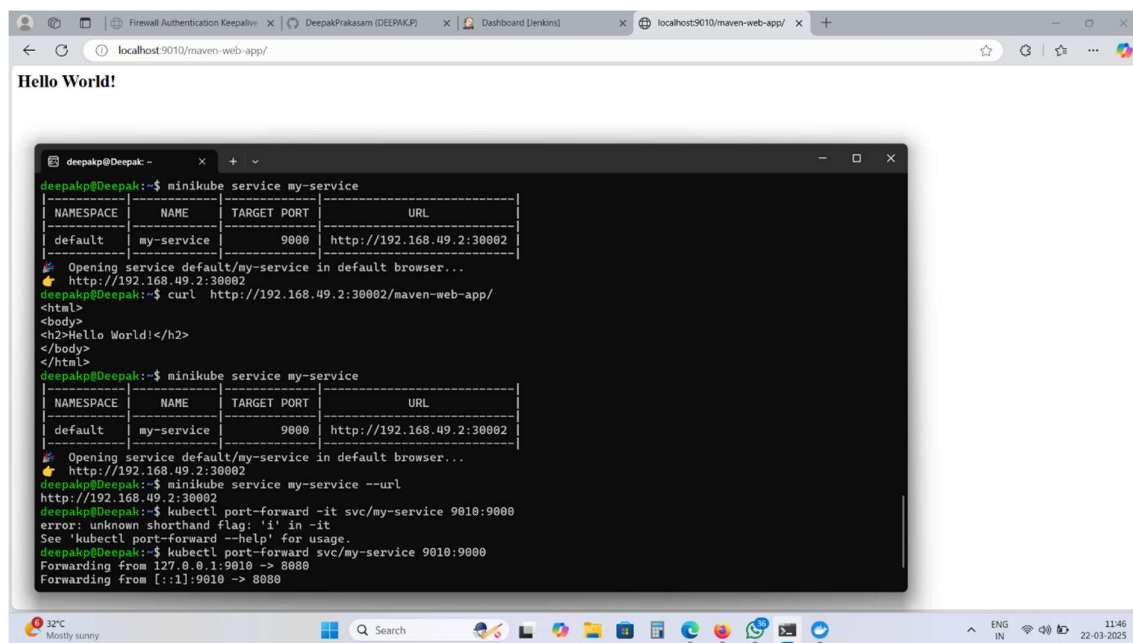 Firewall Authentication Keepalive
DeepakPrakasam (DEEPAK.P)
Dashboard [Jenkins]
localhost:9010/maven-web-app/
localhost:9010/maven-web-app/
Hello World!
deepakp@Deepak: ~
deepakp@Deepak:~$ minikube service my-service
|-----------|------------|-------------|---------------------------|
| NAMESPACE | NAME | TARGET PORT | URL |
|-----------|------------|-------------|---------------------------|
| default | my-service | 9000 | http://192.168.49.2:30002 |
|-----------|------------|-------------|---------------------------|
🎉 Opening service default/my-service in default browser...
👉 http://192.168.49.2:30002
deepakp@Deepak:~$ curl  http://192.168.49.2:30002/maven-web-app/
<html>
<body>
<h2>Hello World!</h2>
</body>
</html>
deepakp@Deepak:~$ minikube service my-service
|-----------|------------|-------------|---------------------------|
| NAMESPACE | NAME | TARGET PORT | URL |
|-----------|------------|-------------|---------------------------|
| default | my-service | 9000 | http://192.168.49.2:30002 |
|-----------|------------|-------------|---------------------------|
🎉 Opening service default/my-service in default browser...
👉 http://192.168.49.2:30002
deepakp@Deepak:~$ minikube service my-service --url
http://192.168.49.2:30002
deepakp@Deepak:~$ kubectl port-forward -it svc/my-service 9010:9000
error: unknown shorthand flag: 'i' in -it
See 'kubectl port-forward --help' for usage.
deepakp@Deepak:~$ kubectl port-forward svc/my-service 9010:9000
Forwarding from 127.0.0.1:9010 -> 8080
Forwarding from [::1]:9010 -> 8080
6
32°C
Mostly sunny
Search
36
ENG
IN
11:46
22-03-2025